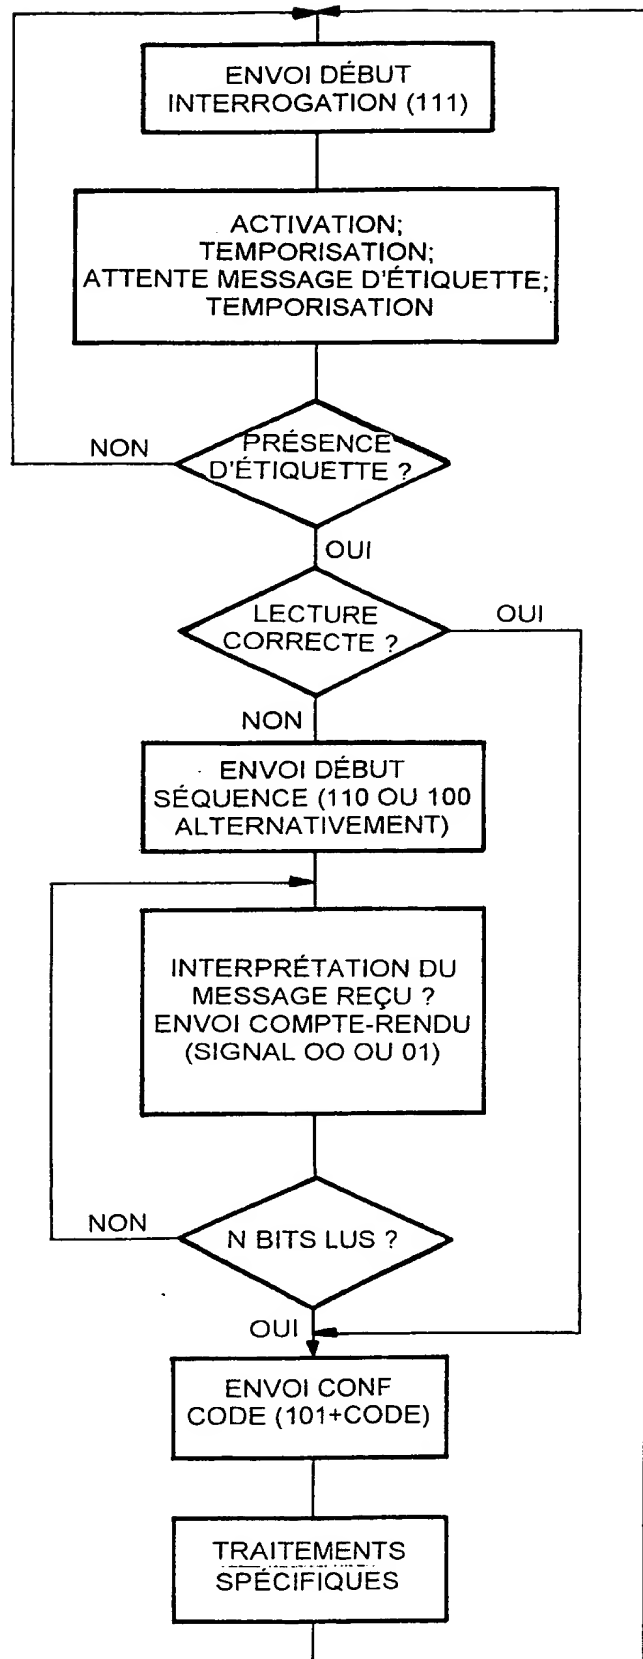 ENVOI DÉBUT
INTERROGATION (111)
ACTIVATION;
TEMPORISATION;
ATTENTE MESSAGE D'ÉTIQUETTE;
TEMPORISATION
NON
PRÉSENCE
D'ÉTIQUETTE ?
OUI
LECTURE
CORRECTE ?
OUI
NON
ENVOI DÉBUT
SÉQUENCE (110 OU 100
ALTERNATIVEMENT)
INTERPRÉTATION DU
MESSAGE REÇU ?
ENVOI COMPTE-RENDU
(SIGNAL OO OU 01)
NON
N BITS LUS ?
OUI
ENVOI CONF
CODE (101+CODE)
TRAITEMENTS
SPÉCIFIQUES